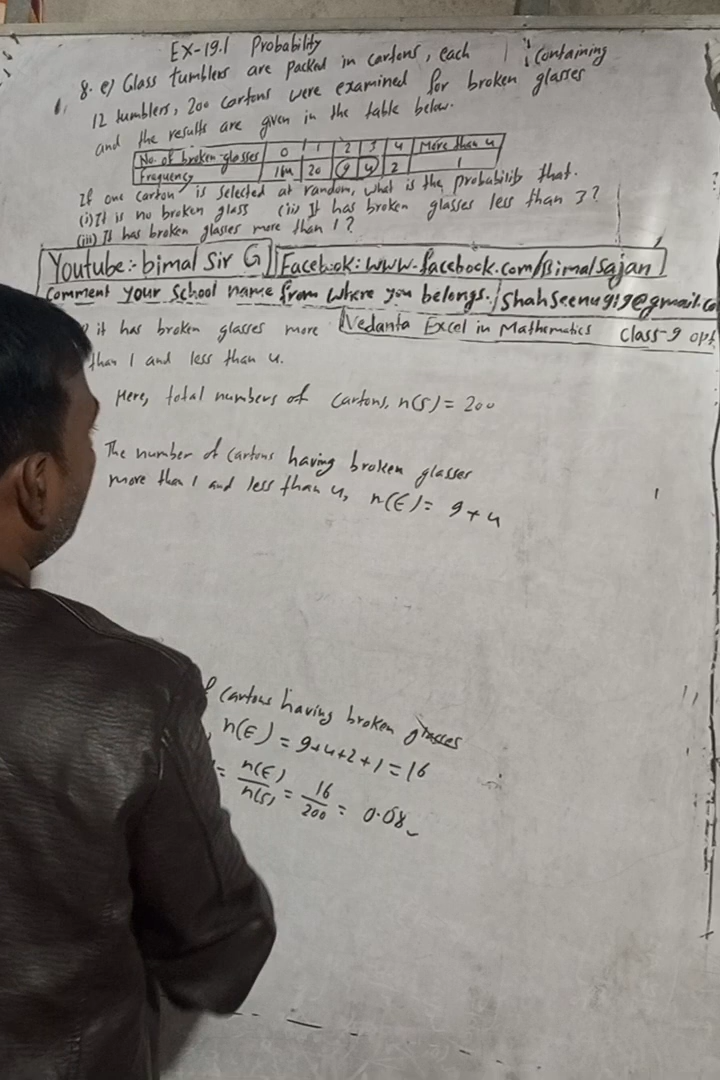 Ex-19.1 Probability
8. e) Glass tumblers are packed in cartons, each containing
12 tumblers, 200 cartons were examined for broken glasses
and the results are given in the table below.
No. of broken glasses 0 1 2 3 4 More than 4
Frequency 164 20 9 4 2 1
If one carton is selected at random, what is the probability that.
(i) It is no broken glass (ii) It has broken glasses less than 3?
(iii) It has broken glasses more than 1?
Youtube:- bimal Sir G Facebook: www.facebook.com/Bimalsajan
Comment your School name from where you belongs.
it has broken glasses more Vedanta Excel in Mathematics Class-9 opt
than 1 and less than 4.
Here, total numbers of cartons, n(S) = 200
The number of cartons having broken glasses
more than 1 and less than 4, n(E) = 9+4
cartons having broken glasses
n(E) = 9+4+2+1 = 16
= n(E)/n(S) = 16/200 = 0.08